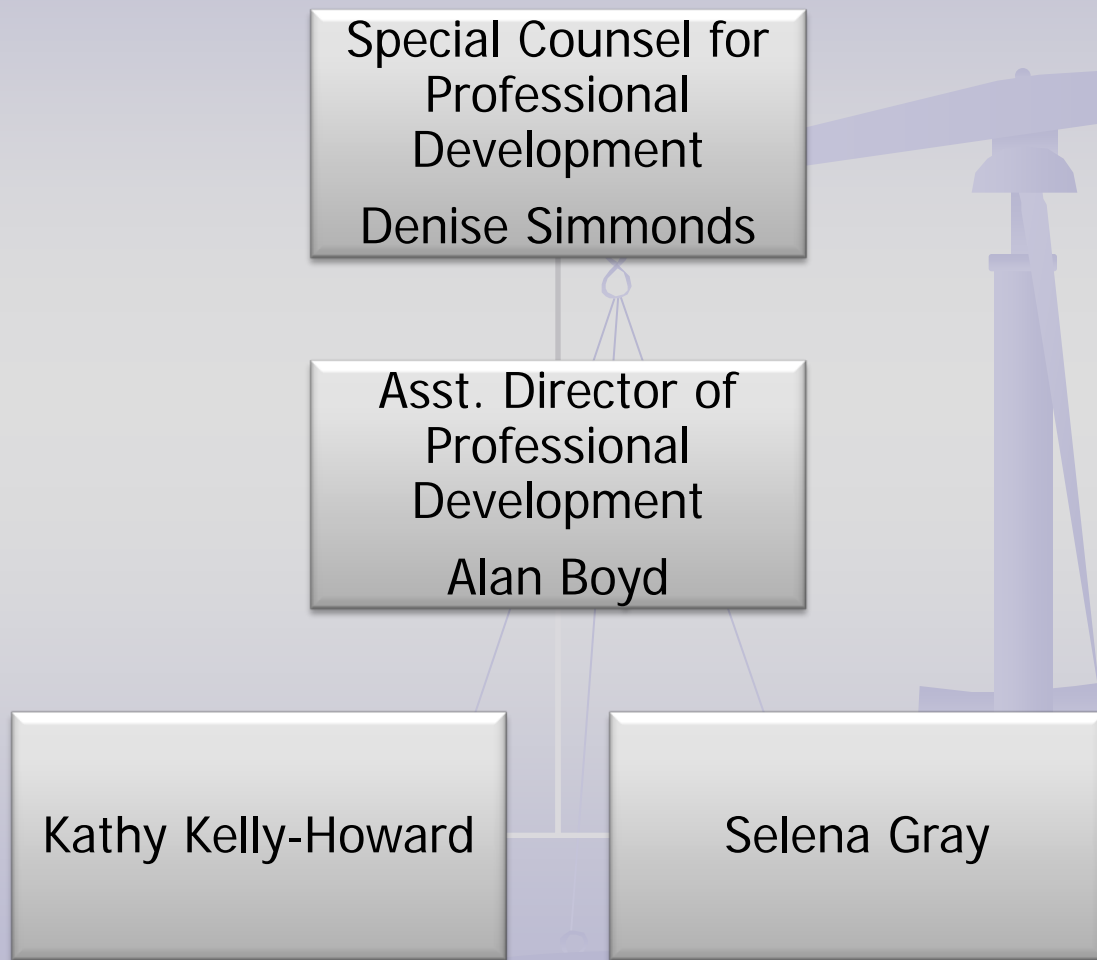 Special Counsel for
Professional
Development
Denise Simmonds
Asst. Director of
Professional
Development
Alan Boyd
Kathy Kelly-Howard
Selena Gray